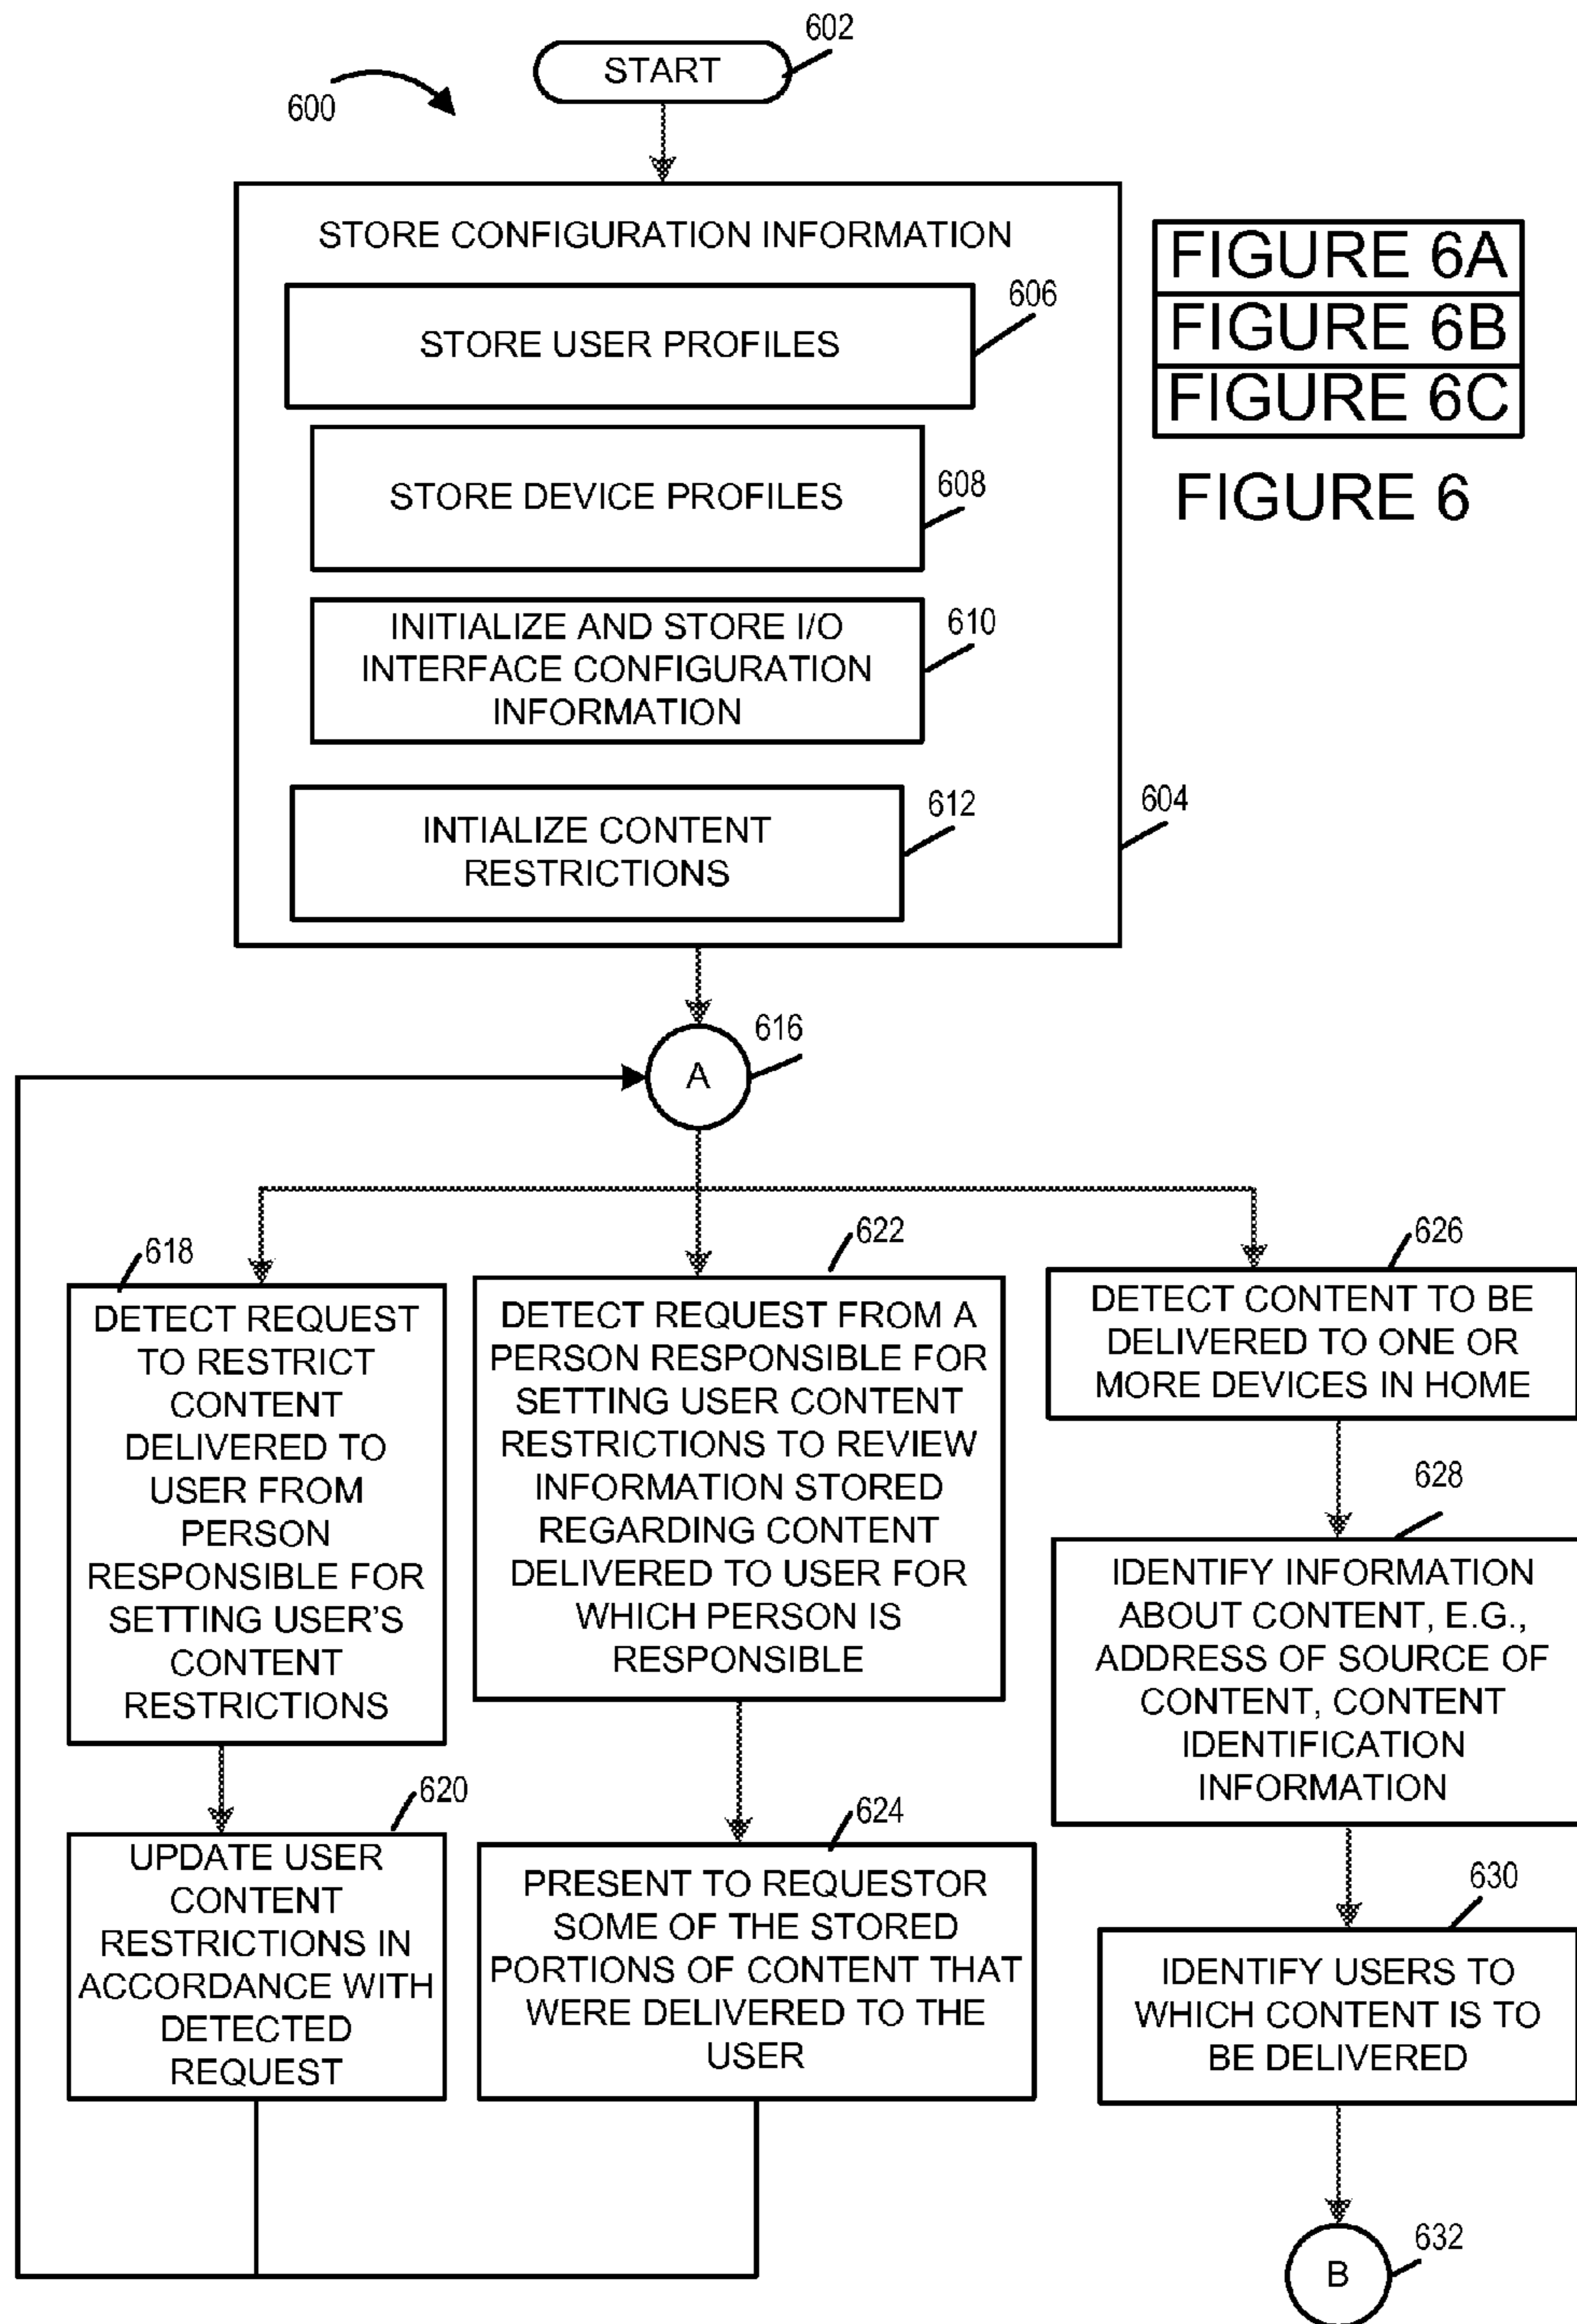 602
START
600
STORE CONFIGURATION INFORMATION
606
STORE USER PROFILES
608
STORE DEVICE PROFILES
610
INITIALIZE AND STORE I/O
INTERFACE CONFIGURATION
INFORMATION
612
INTIALIZE CONTENT
RESTRICTIONS
604
FIGURE 6A
FIGURE 6B
FIGURE 6C
FIGURE 6
616
A
618
DETECT REQUEST
TO RESTRICT
CONTENT
DELIVERED TO
USER FROM
PERSON
RESPONSIBLE FOR
SETTING USER'S
CONTENT
RESTRICTIONS
620
UPDATE USER
CONTENT
RESTRICTIONS IN
ACCORDANCE WITH
DETECTED
REQUEST
622
DETECT REQUEST FROM A
PERSON RESPONSIBLE FOR
SETTING USER CONTENT
RESTRICTIONS TO REVIEW
INFORMATION STORED
REGARDING CONTENT
DELIVERED TO USER FOR
WHICH PERSON IS
RESPONSIBLE
624
PRESENT TO REQUESTOR
SOME OF THE STORED
PORTIONS OF CONTENT THAT
WERE DELIVERED TO THE
USER
626
DETECT CONTENT TO BE
DELIVERED TO ONE OR
MORE DEVICES IN HOME
628
IDENTIFY INFORMATION
ABOUT CONTENT, E.G.,
ADDRESS OF SOURCE OF
CONTENT, CONTENT
IDENTIFICATION
INFORMATION
630
IDENTIFY USERS TO
WHICH CONTENT IS TO
BE DELIVERED
632
B